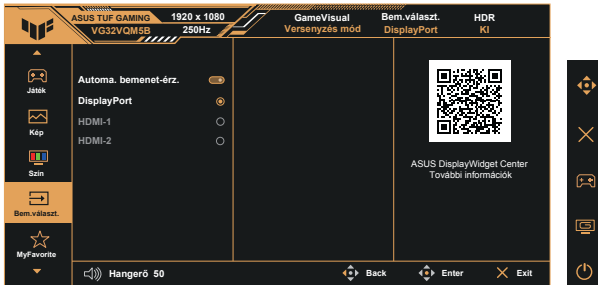 ASUS TUF GAMING
VG32VQM5B
1920 x 1080
250Hz
GameVisual
Versenyzés mód
Bem.választ.
DisplayPort
HDR
KI
Játék
Kép
Szín
Bem.választ.
MyFavorite
Automa. bemenet-érz.
DisplayPort
HDMI-1
HDMI-2
ASUS DisplayWidget Center
További információk
Hangerő 50
Back
Enter
Exit